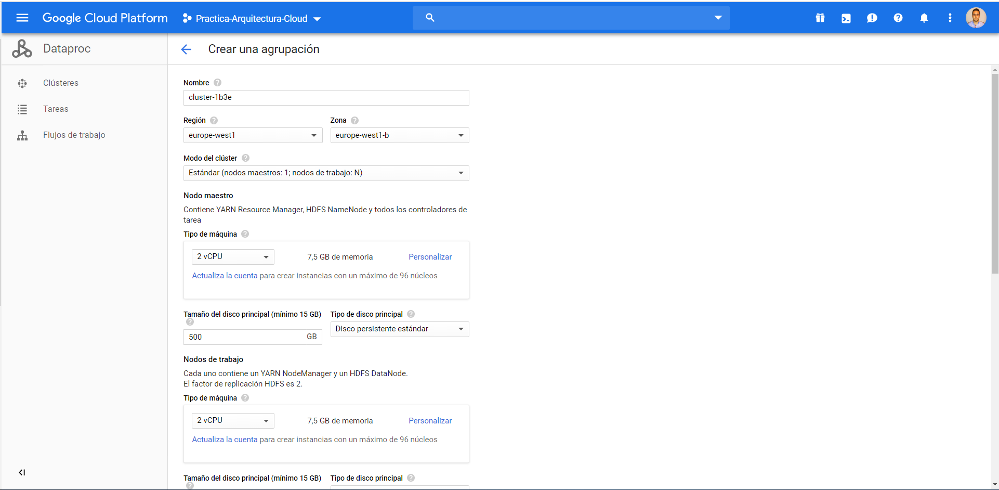 Google Cloud Platform
Practica-Arquitectura-Cloud
Dataproc
Crear una agrupación
Clústeres
Tareas
Flujos de trabajo
Nombre
cluster-1b3e
Región
Zona
europe-west1
europe-west1-b
Modo del clúster
Estándar (nodos maestros: 1; nodos de trabajo: N)
Nodo maestro
Contiene YARN Resource Manager, HDFS NameNode y todos los controladores de
tarea
Tipo de máquina
2 vCPU
7,5 GB de memoria
Personalizar
Actualiza la cuenta para crear instancias con un máximo de 96 núcleos
Tamaño del disco principal (mínimo 15 GB)
Tipo de disco principal
500 GB
Disco persistente estándar
Nodos de trabajo
Cada uno contiene un YARN NodeManager y un HDFS DataNode.
El factor de replicación HDFS es 2.
Tipo de máquina
2 vCPU
7,5 GB de memoria
Personalizar
Actualiza la cuenta para crear instancias con un máximo de 96 núcleos
Tamaño del disco principal (mínimo 15 GB)
Tipo de disco principal